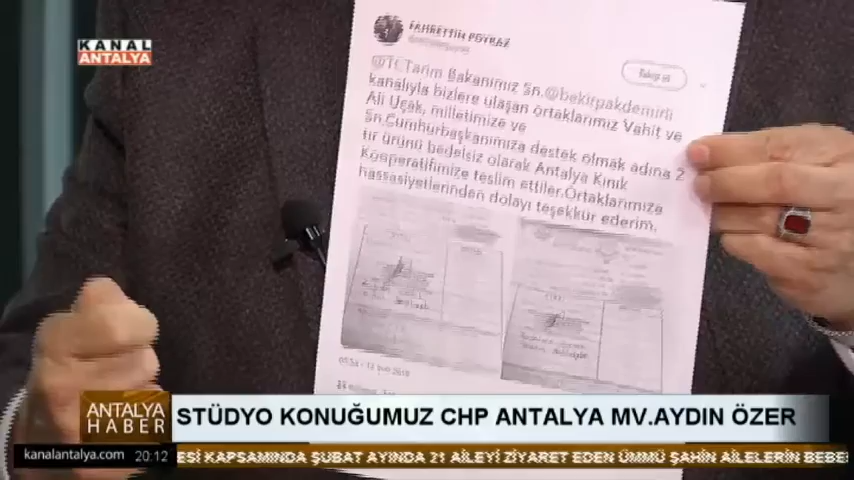 KANAL
ANTALYA
FAHRETTİN POYRAZ
Takip et
@Tc.Tarim Bakanımız Sn.@bekirpakdemirli
kanalıyla bizlere ulaşan ortaklarımız Vahit ve
Ali Uçak, milletimize ve
Sn.Cumhurbaşkanımıza destek olmak adına 2
tır ürünü bedelsiz olarak Antalya Kınık
Kooperatifimize teslim ettiler.Ortaklarımıza
hassasiyetlerinden dolayı teşekkür ederim.
ANTALYA
HABER
STÜDYO KONUĞUMUZ CHP ANTALYA MV.AYDIN ÖZER
kanalantalya.com 20:12 ESİ KAPSAMINDA ŞUBAT AYINDA 21 AİLEYİ ZİYARET EDEN ÜMMÜ ŞAHİN AİLELERİN BEBE